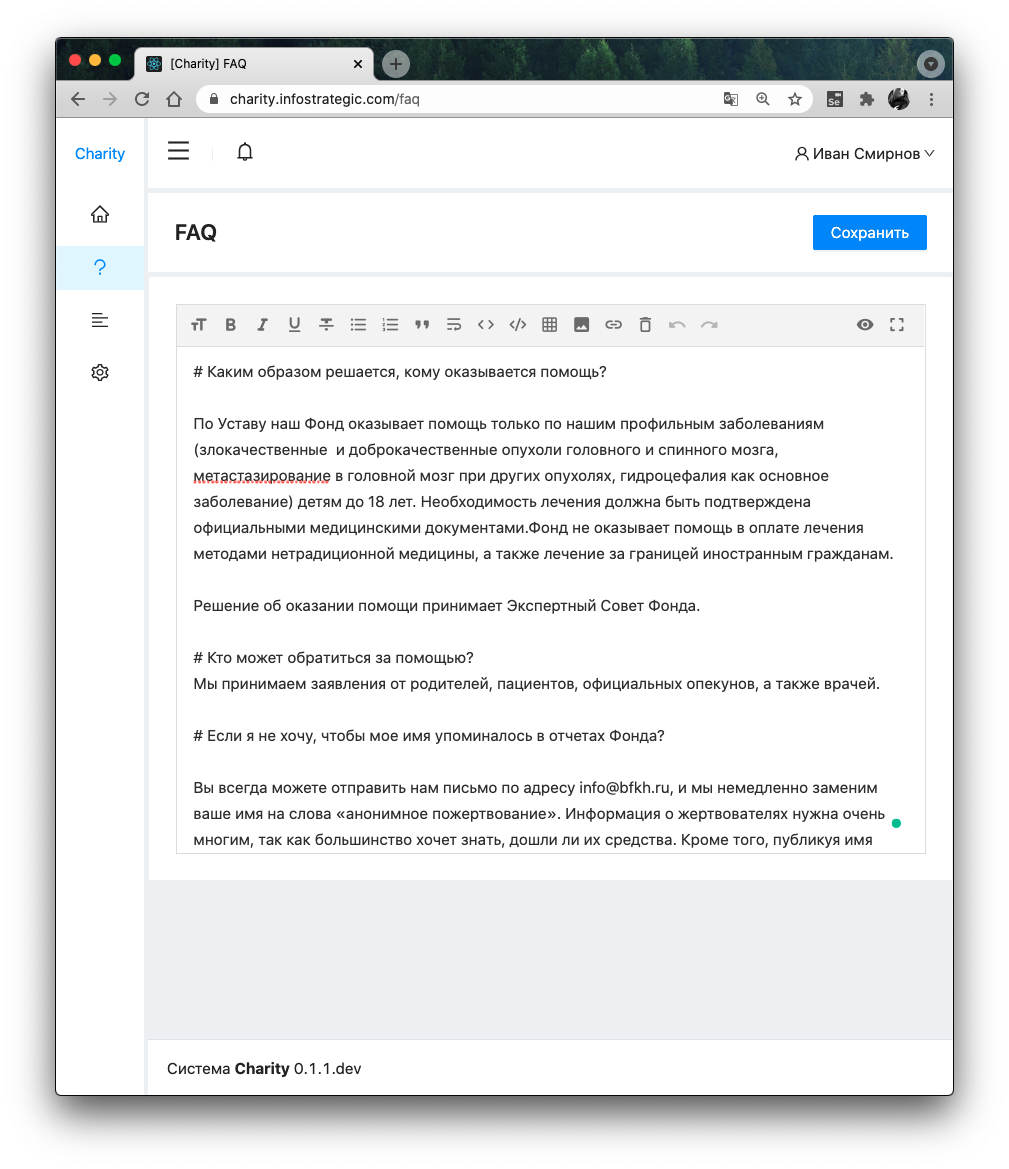 [Charity] FAQ
charity.infostrategic.com/faq
Se
Charity
Иван Смирнов
FAQ
Сохранить
# Каким образом решается, кому оказывается помощь?
По Уставу наш Фонд оказывает помощь только по нашим профильным заболеваниям
(злокачественные  и доброкачественные опухоли головного и спинного мозга,
метастазирование в головной мозг при других опухолях, гидроцефалия как основное
заболевание) детям до 18 лет. Необходимость лечения должна быть подтверждена
официальными медицинскими документами.Фонд не оказывает помощь в оплате лечения
методами нетрадиционной медицины, а также лечение за границей иностранным гражданам.
Решение об оказании помощи принимает Экспертный Совет Фонда.
# Кто может обратиться за помощью?
Мы принимаем заявления от родителей, пациентов, официальных опекунов, а также врачей.
# Если я не хочу, чтобы мое имя упоминалось в отчетах Фонда?
Вы всегда можете отправить нам письмо по адресу info@bfkh.ru, и мы немедленно заменим
ваше имя на слова «анонимное пожертвование». Информация о жертвователях нужна очень
многим, так как большинство хочет знать, дошли ли их средства. Кроме того, публикуя имя
Система Charity 0.1.1.dev